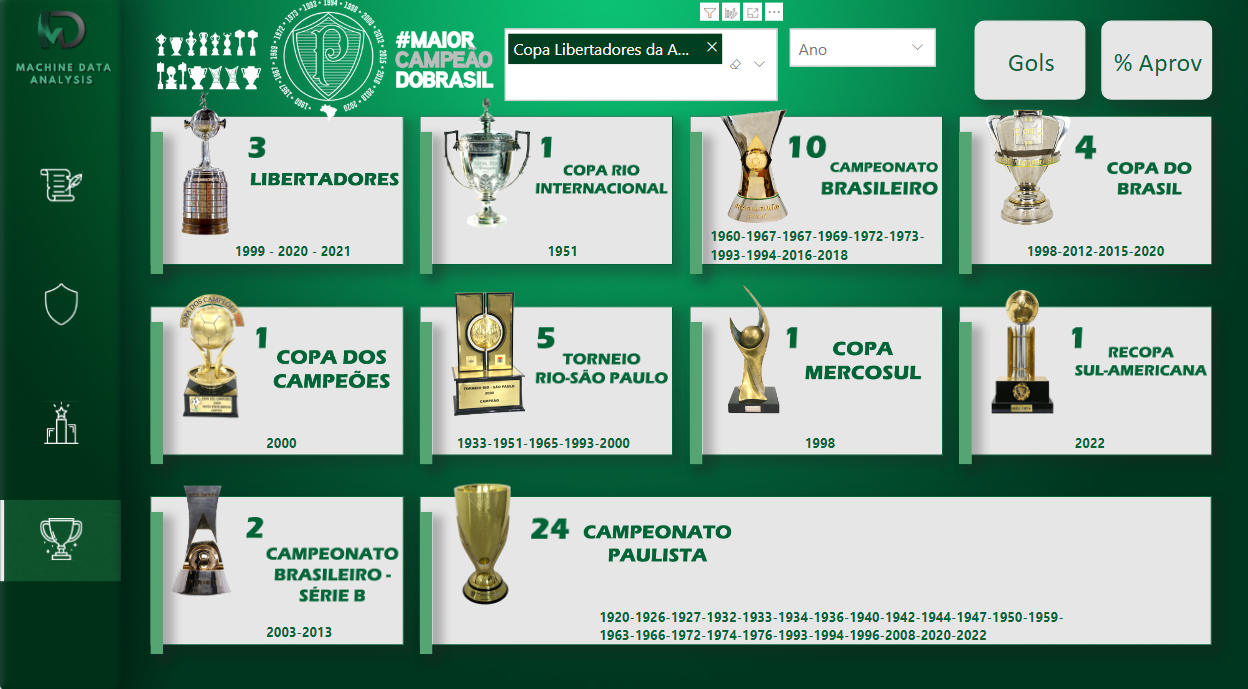 MACHINE DATA
ANALYSIS
#MAIOR
CAMPEÃO
DOBRASIL
Copa Libertadores da A...
Ano
Gols
% Aprov
3
LIBERTADORES
1999 - 2020 - 2021
1
COPA RIO
INTERNACIONAL
1951
10
CAMPEONATO
BRASILEIRO
1960-1967-1967-1969-1972-1973-
1993-1994-2016-2018
4
COPA DO
BRASIL
1998-2012-2015-2020
1
COPA DOS
CAMPEÕES
2000
5
TORNEIO
RIO-SÃO PAULO
1933-1951-1965-1993-2000
1
COPA
MERCOSUL
1998
1
RECOPA
SUL-AMERICANA
2022
2
CAMPEONATO
BRASILEIRO -
SÉRIE B
2003-2013
24
CAMPEONATO
PAULISTA
1920-1926-1927-1932-1933-1934-1936-1940-1942-1944-1947-1950-1959-
1963-1966-1972-1974-1976-1993-1994-1996-2008-2020-2022